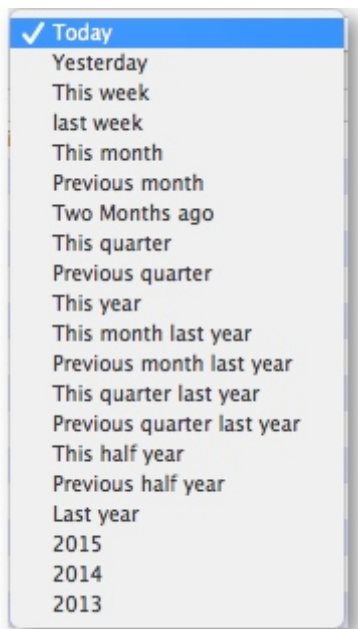 Today
Yesterday
This week
last week
This month
Previous month
Two Months ago
This quarter
Previous quarter
This year
This month last year
Previous month last year
This quarter last year
Previous quarter last year
This half year
Previous half year
Last year
2015
2014
2013